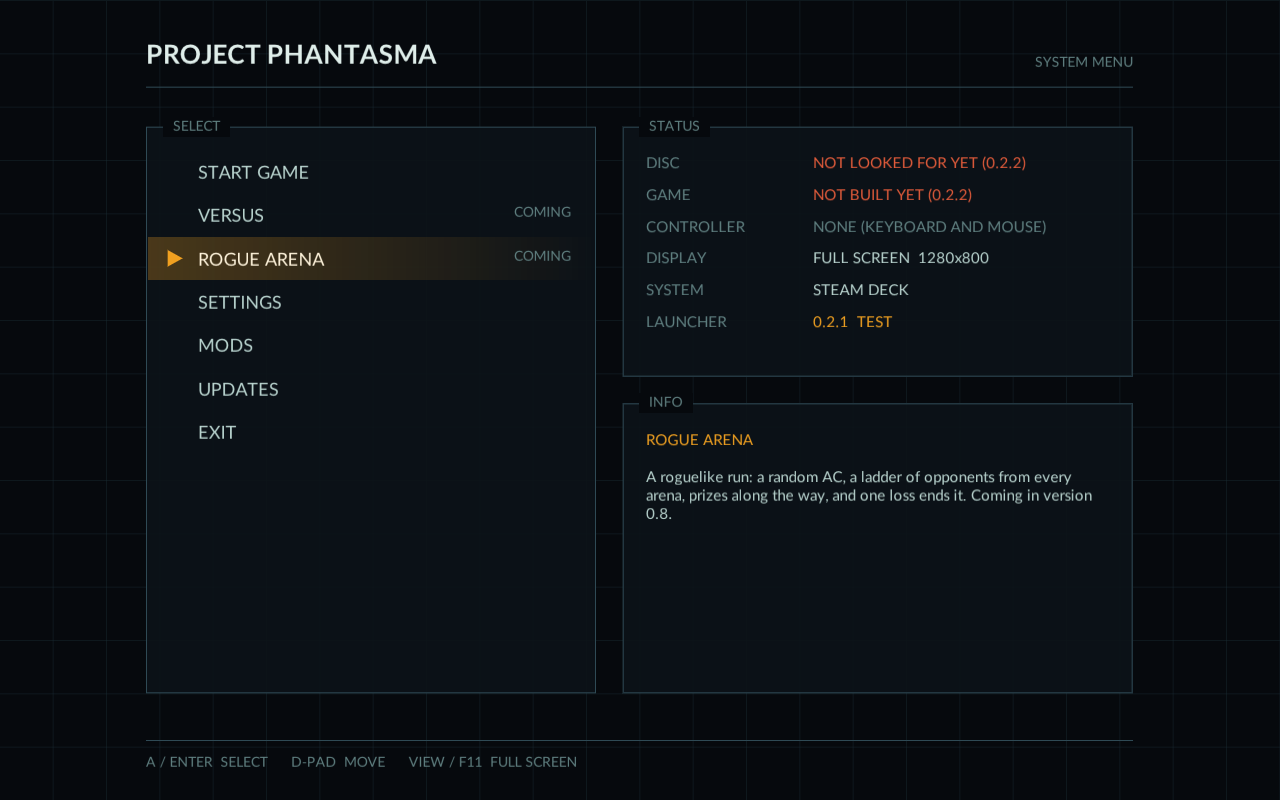 PROJECT PHANTASMA
SYSTEM MENU
SELECT
START GAME
VERSUS COMING
ROGUE ARENA COMING
SETTINGS
MODS
UPDATES
EXIT
STATUS
DISC NOT LOOKED FOR YET (0.2.2)
GAME NOT BUILT YET (0.2.2)
CONTROLLER NONE (KEYBOARD AND MOUSE)
DISPLAY FULL SCREEN 1280x800
SYSTEM STEAM DECK
LAUNCHER 0.2.1 TEST
INFO
ROGUE ARENA
A roguelike run: a random AC, a ladder of opponents from every
arena, prizes along the way, and one loss ends it. Coming in version
0.8.
A / ENTER SELECT D-PAD MOVE VIEW / F11 FULL SCREEN